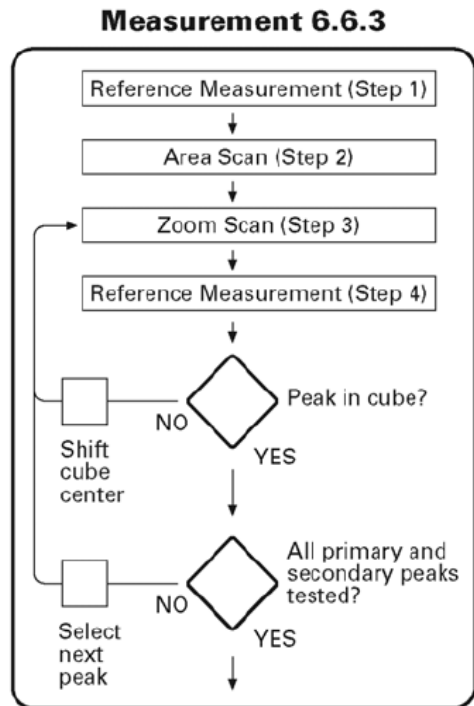 Measurement 6.6.3
Reference Measurement (Step 1)
Area Scan (Step 2)
Zoom Scan (Step 3)
Reference Measurement (Step 4)
Peak in cube?
NO
YES
Shift
cube
center
All primary and
secondary peaks
tested?
NO
YES
Select
next
peak